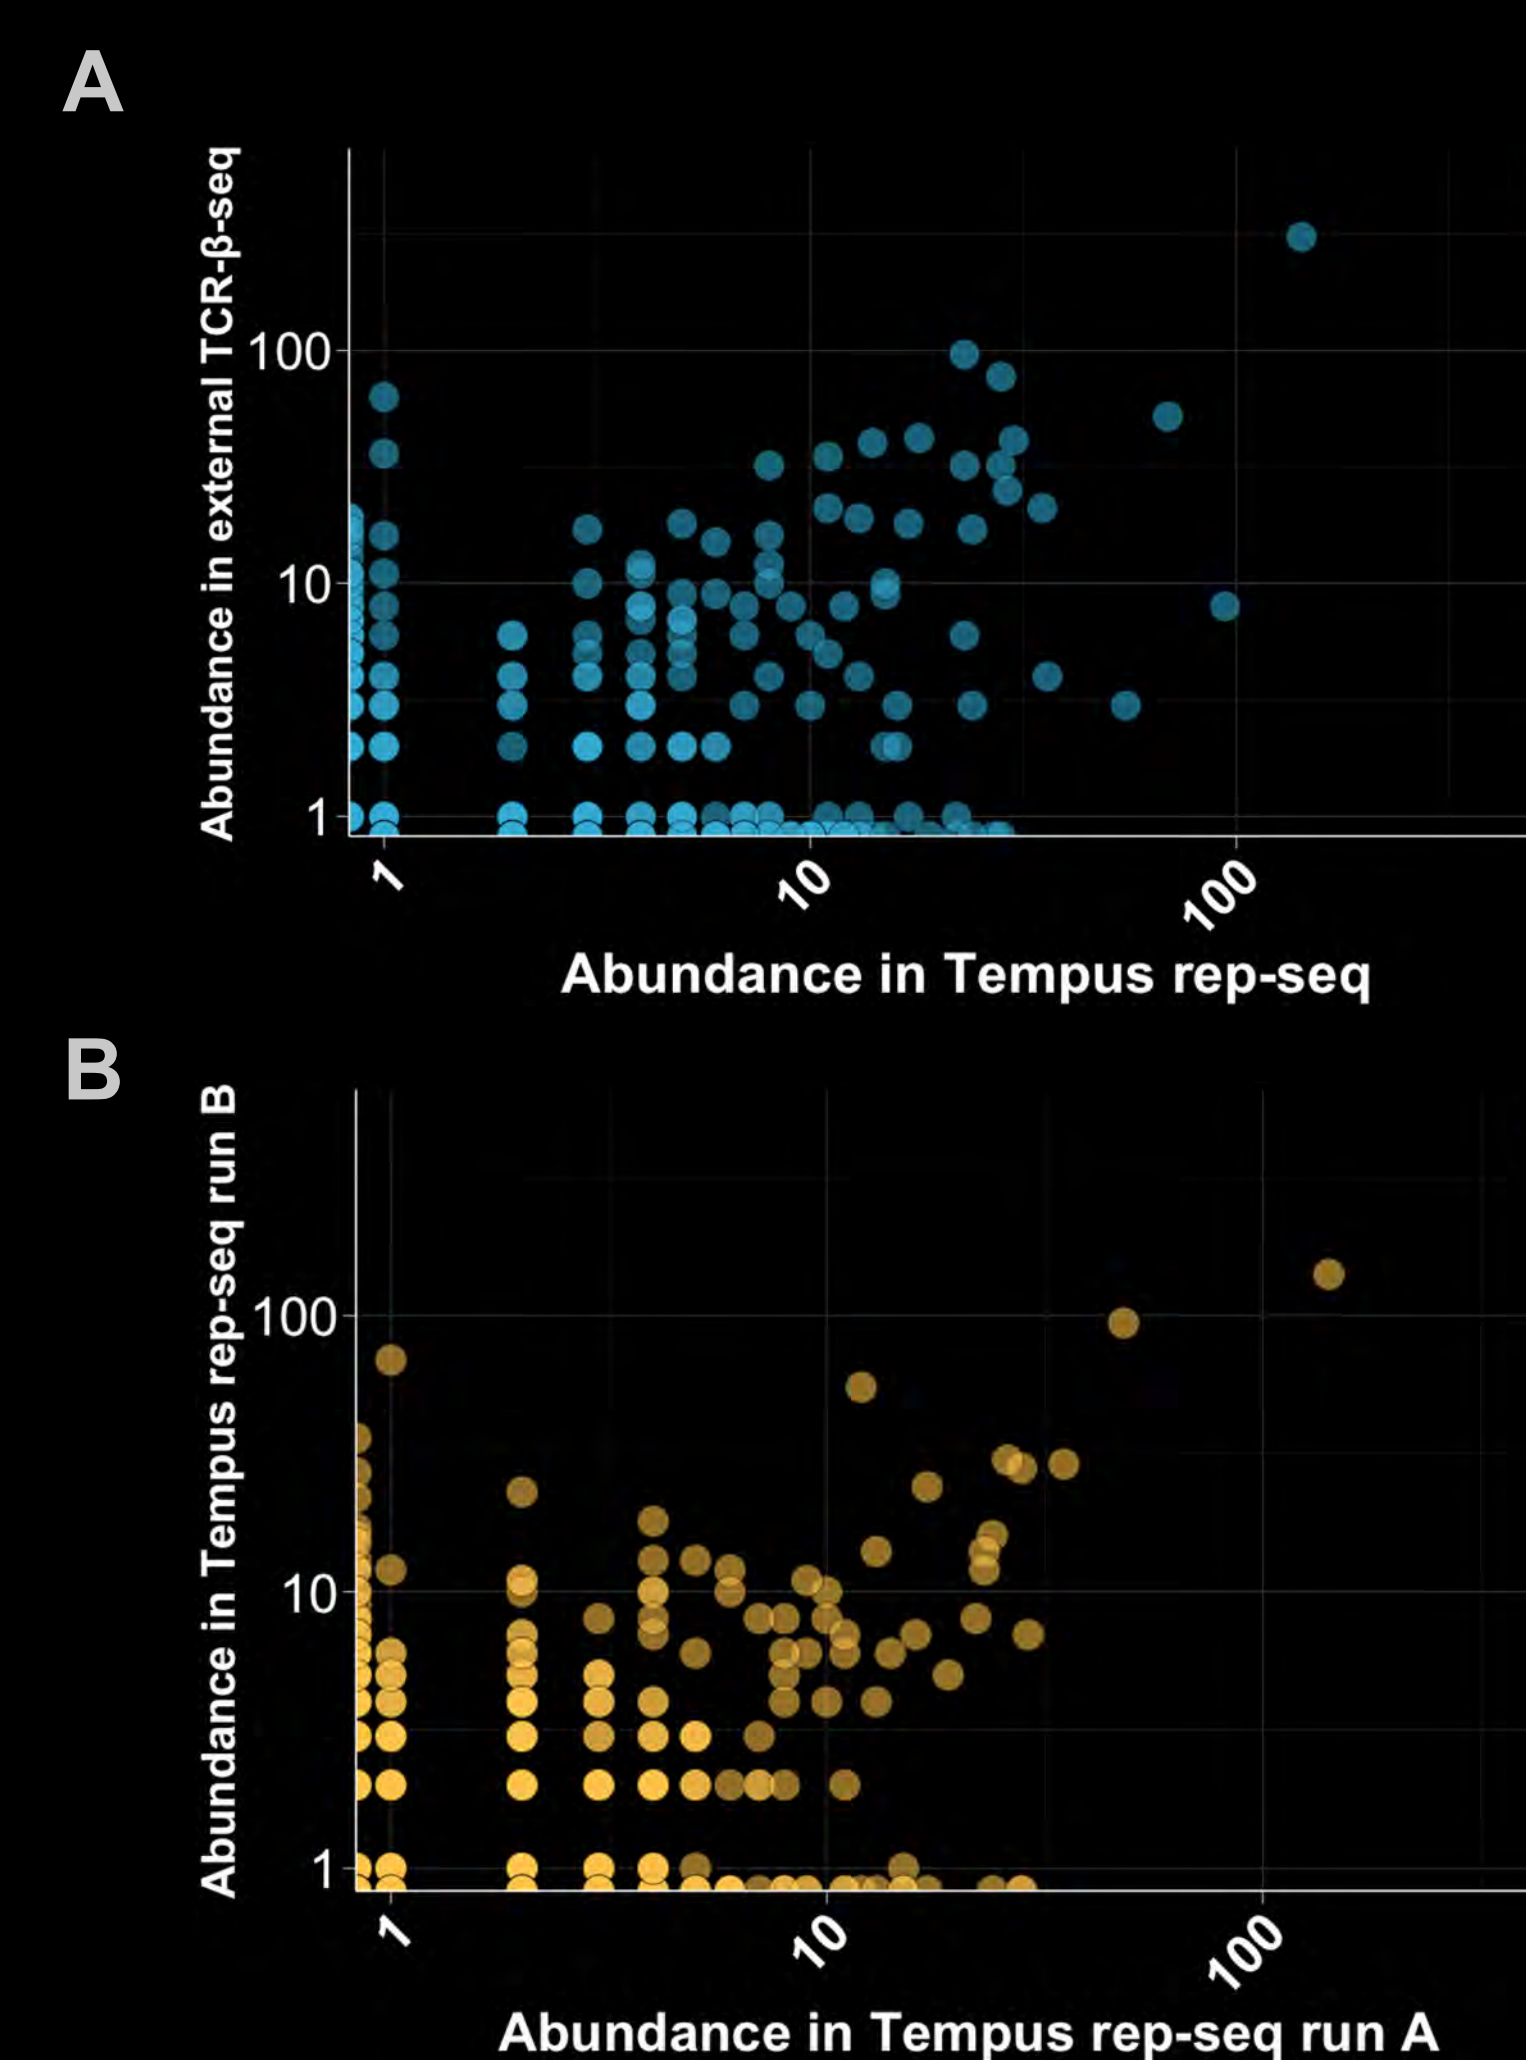 A
Abundance in external TCR-β-seq
100
10
1
1
10
100
Abundance in Tempus rep-seq
B
Abundance in Tempus rep-seq run B
100
10
1
1
10
100
Abundance in Tempus rep-seq run A